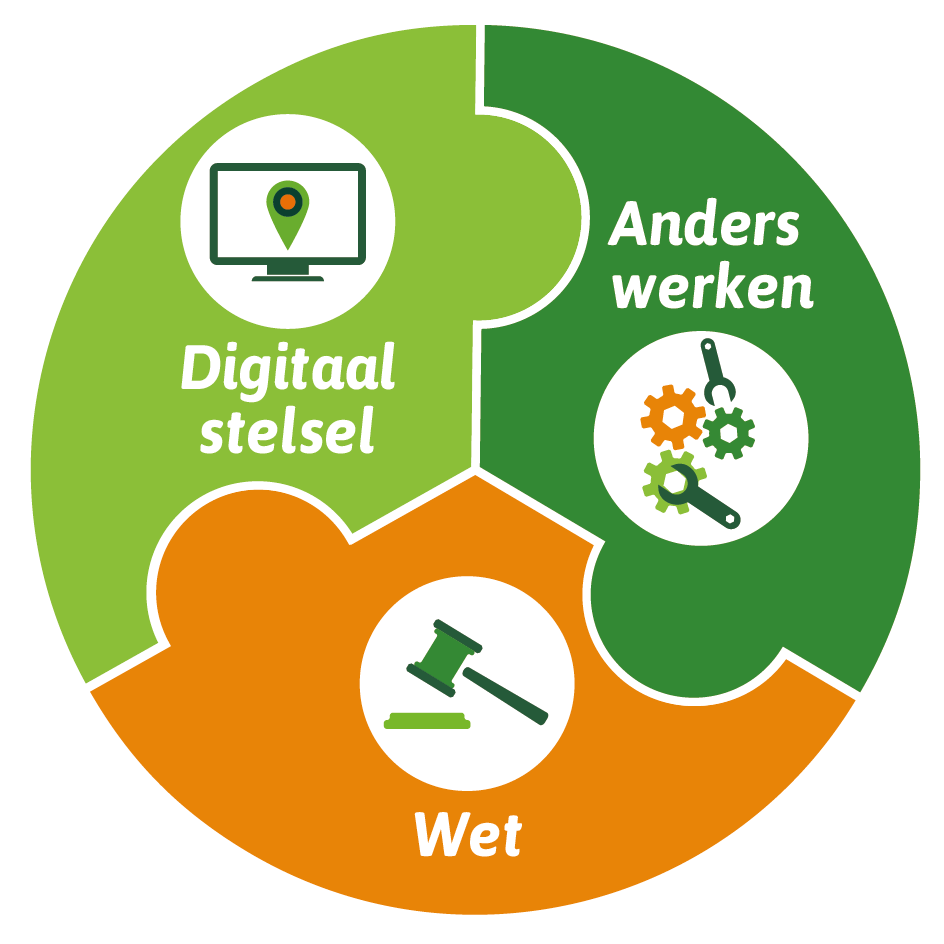 Digitaal
stelsel
Anders
werken
Wet